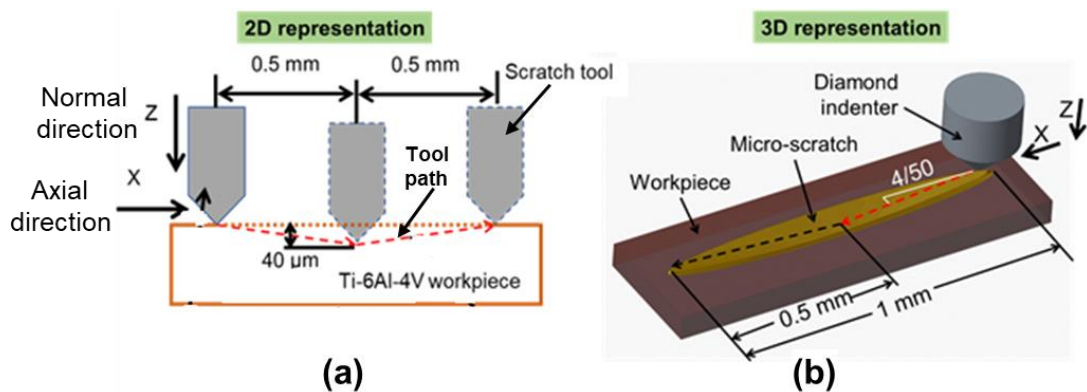 2D representation
3D representation
0.5 mm
0.5 mm
Scratch tool
Normal
direction
Z
X
Axial
direction
Tool
path
40 µm
Ti-6Al-4V workpiece
(a)
Diamond
indenter
Z
X
Micro-scratch
Workpiece
4/50
0.5 mm
1 mm
(b)